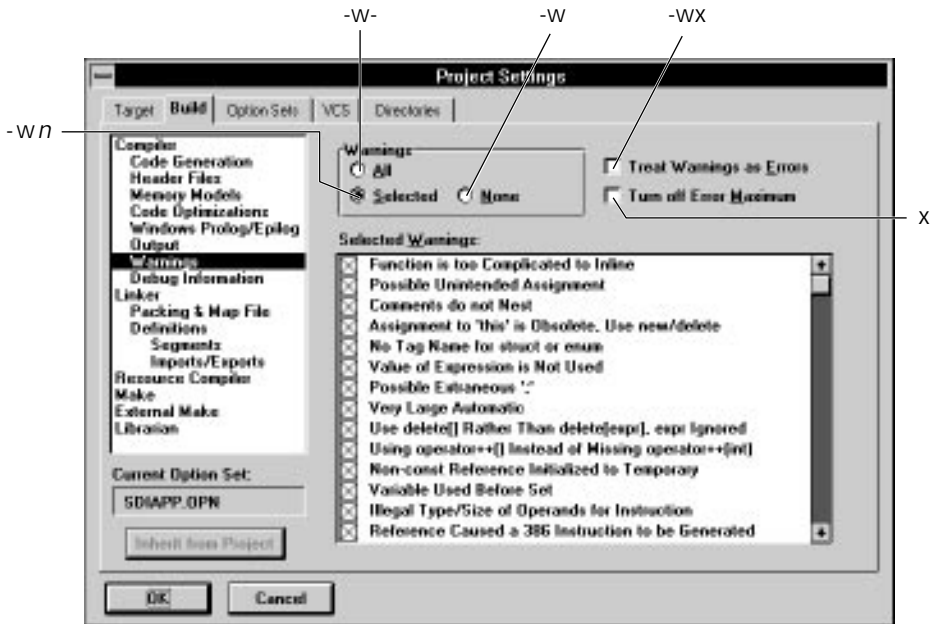 -w-
-w
-wx
Project Settings
Target Build Option Sets VCS Directories
-wn
Compiler
Code Generation
Header Files
Memory Models
Code Optimizations
Windows Prolog/Epilog
Output
Warnings
Debug Information
Linker
Packing & Map File
Definitions
Segments
Imports/Exports
Resource Compiler
Make
External Make
Librarian
Current Option Set:
SDIAPP.OPN
Inherit from Project
Warnings
All
Selected None
Treat Warnings as Errors
Turn off Error Maximum
x
Selected Warnings:
Function is too Complicated to Inline
Possible Unintended Assignment
Comments do not Nest
Assignment to 'this' is Obsolete, Use new/delete
No Tag Name for struct or enum
Value of Expression is Not Used
Possible Extraneous ';'
Very Large Automatic
Use delete[] Rather Than delete[expr], expr Ignored
Using operator++() Instead of Missing operator++(int)
Non-const Reference Initialized to Temporary
Variable Used Before Set
Illegal Type/Size of Operands for Instruction
Reference Caused a 386 Instruction to be Generated
OK Cancel